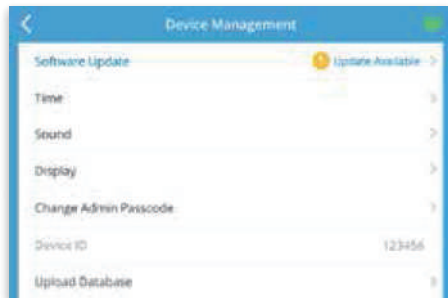 Device Management
Software Update Update Available
Time
Sound
Display
Change Admin Passcode
Device ID 123456
Upload Database